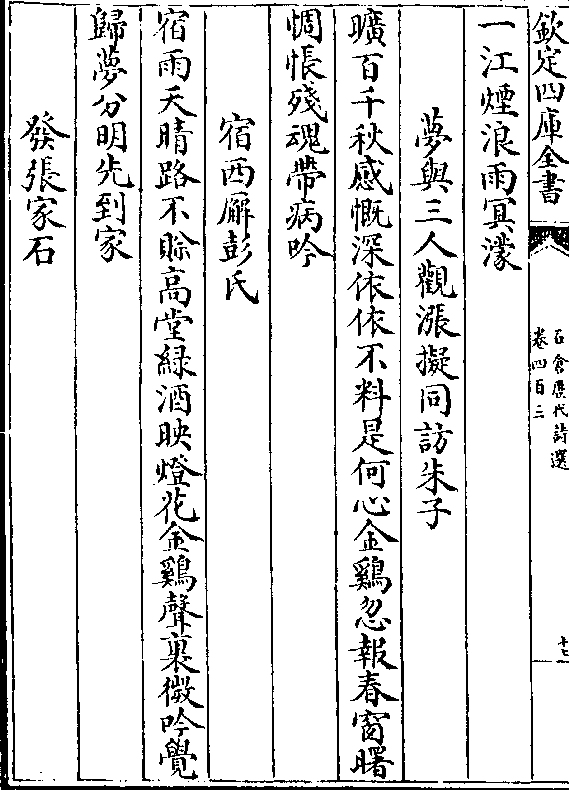 欽定四庫全書
石倉歷代詩選
卷四百二
十二
一江煙浪雨冥濛
夢與三人觀漲擬同訪朱子
曠百千秋感慨深依依不料是何心金鷄忽報春窗曙
惆悵殘魂帶病吟
宿西廨彭氏
宿雨天晴路不賒高堂緑酒映燈花金鷄聲裏微吟覺
歸夢分明先到家
發張家石